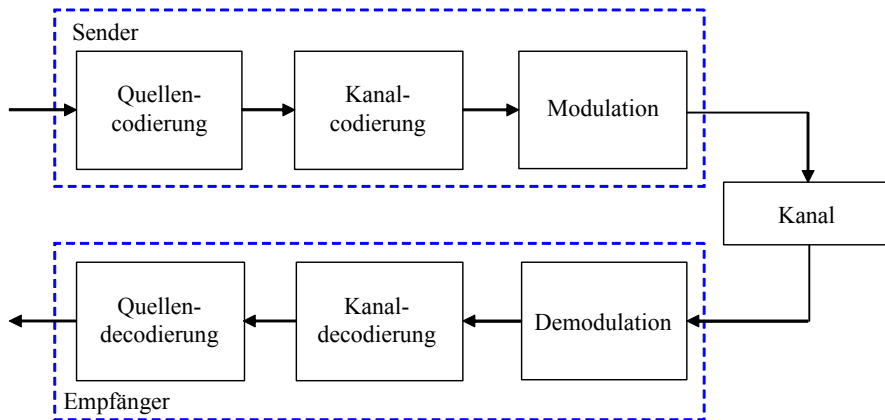 Sender
Quellen-
codierung
Kanal-
codierung
Modulation
Kanal
Quellen-
decodierung
Kanal-
decodierung
Demodulation
Empfänger